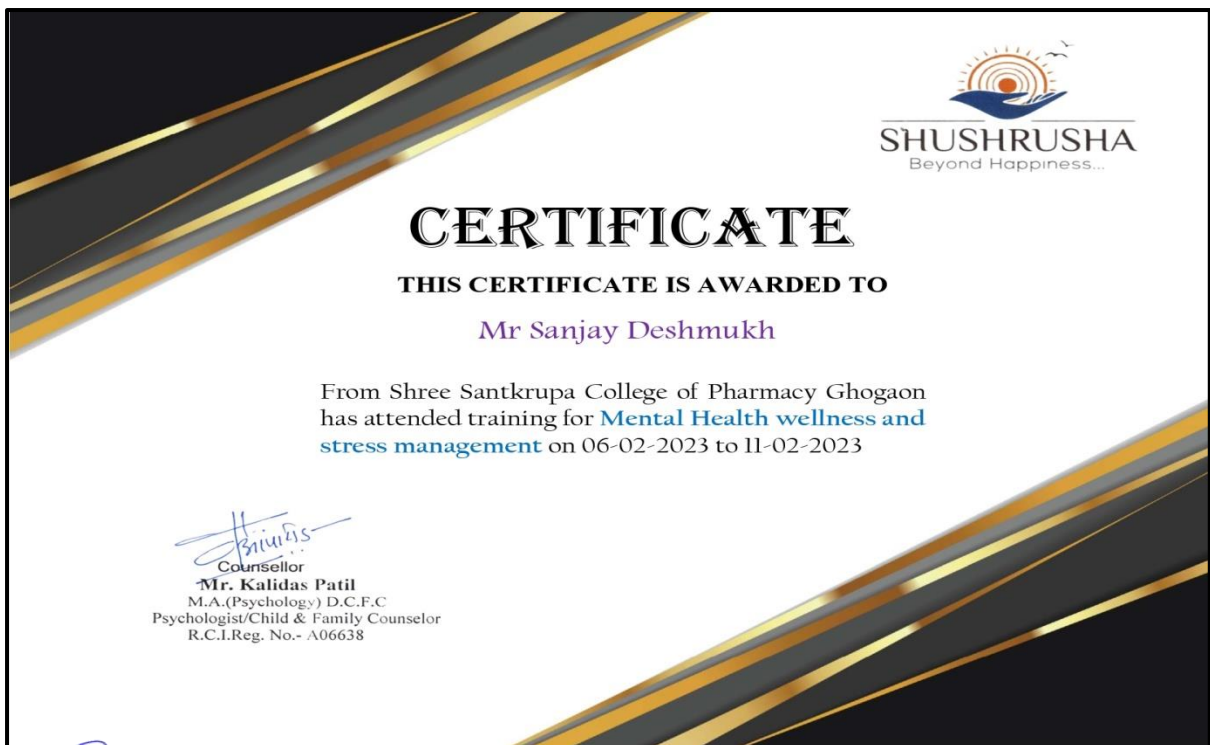 SHUSHRUSHA
Beyond Happiness...
CERTIFICATE
THIS CERTIFICATE IS AWARDED TO
Mr Sanjay Deshmukh
From Shree Santkrupa College of Pharmacy Ghogaon
has attended training for Mental Health wellness and
stress management on 06-02-2023 to 11-02-2023
Counsellor
Mr. Kalidas Patil
M.A.(Psychology) D.C.F.C
Psychologist/Child & Family Counselor
R.C.I.Reg. No.- A06638